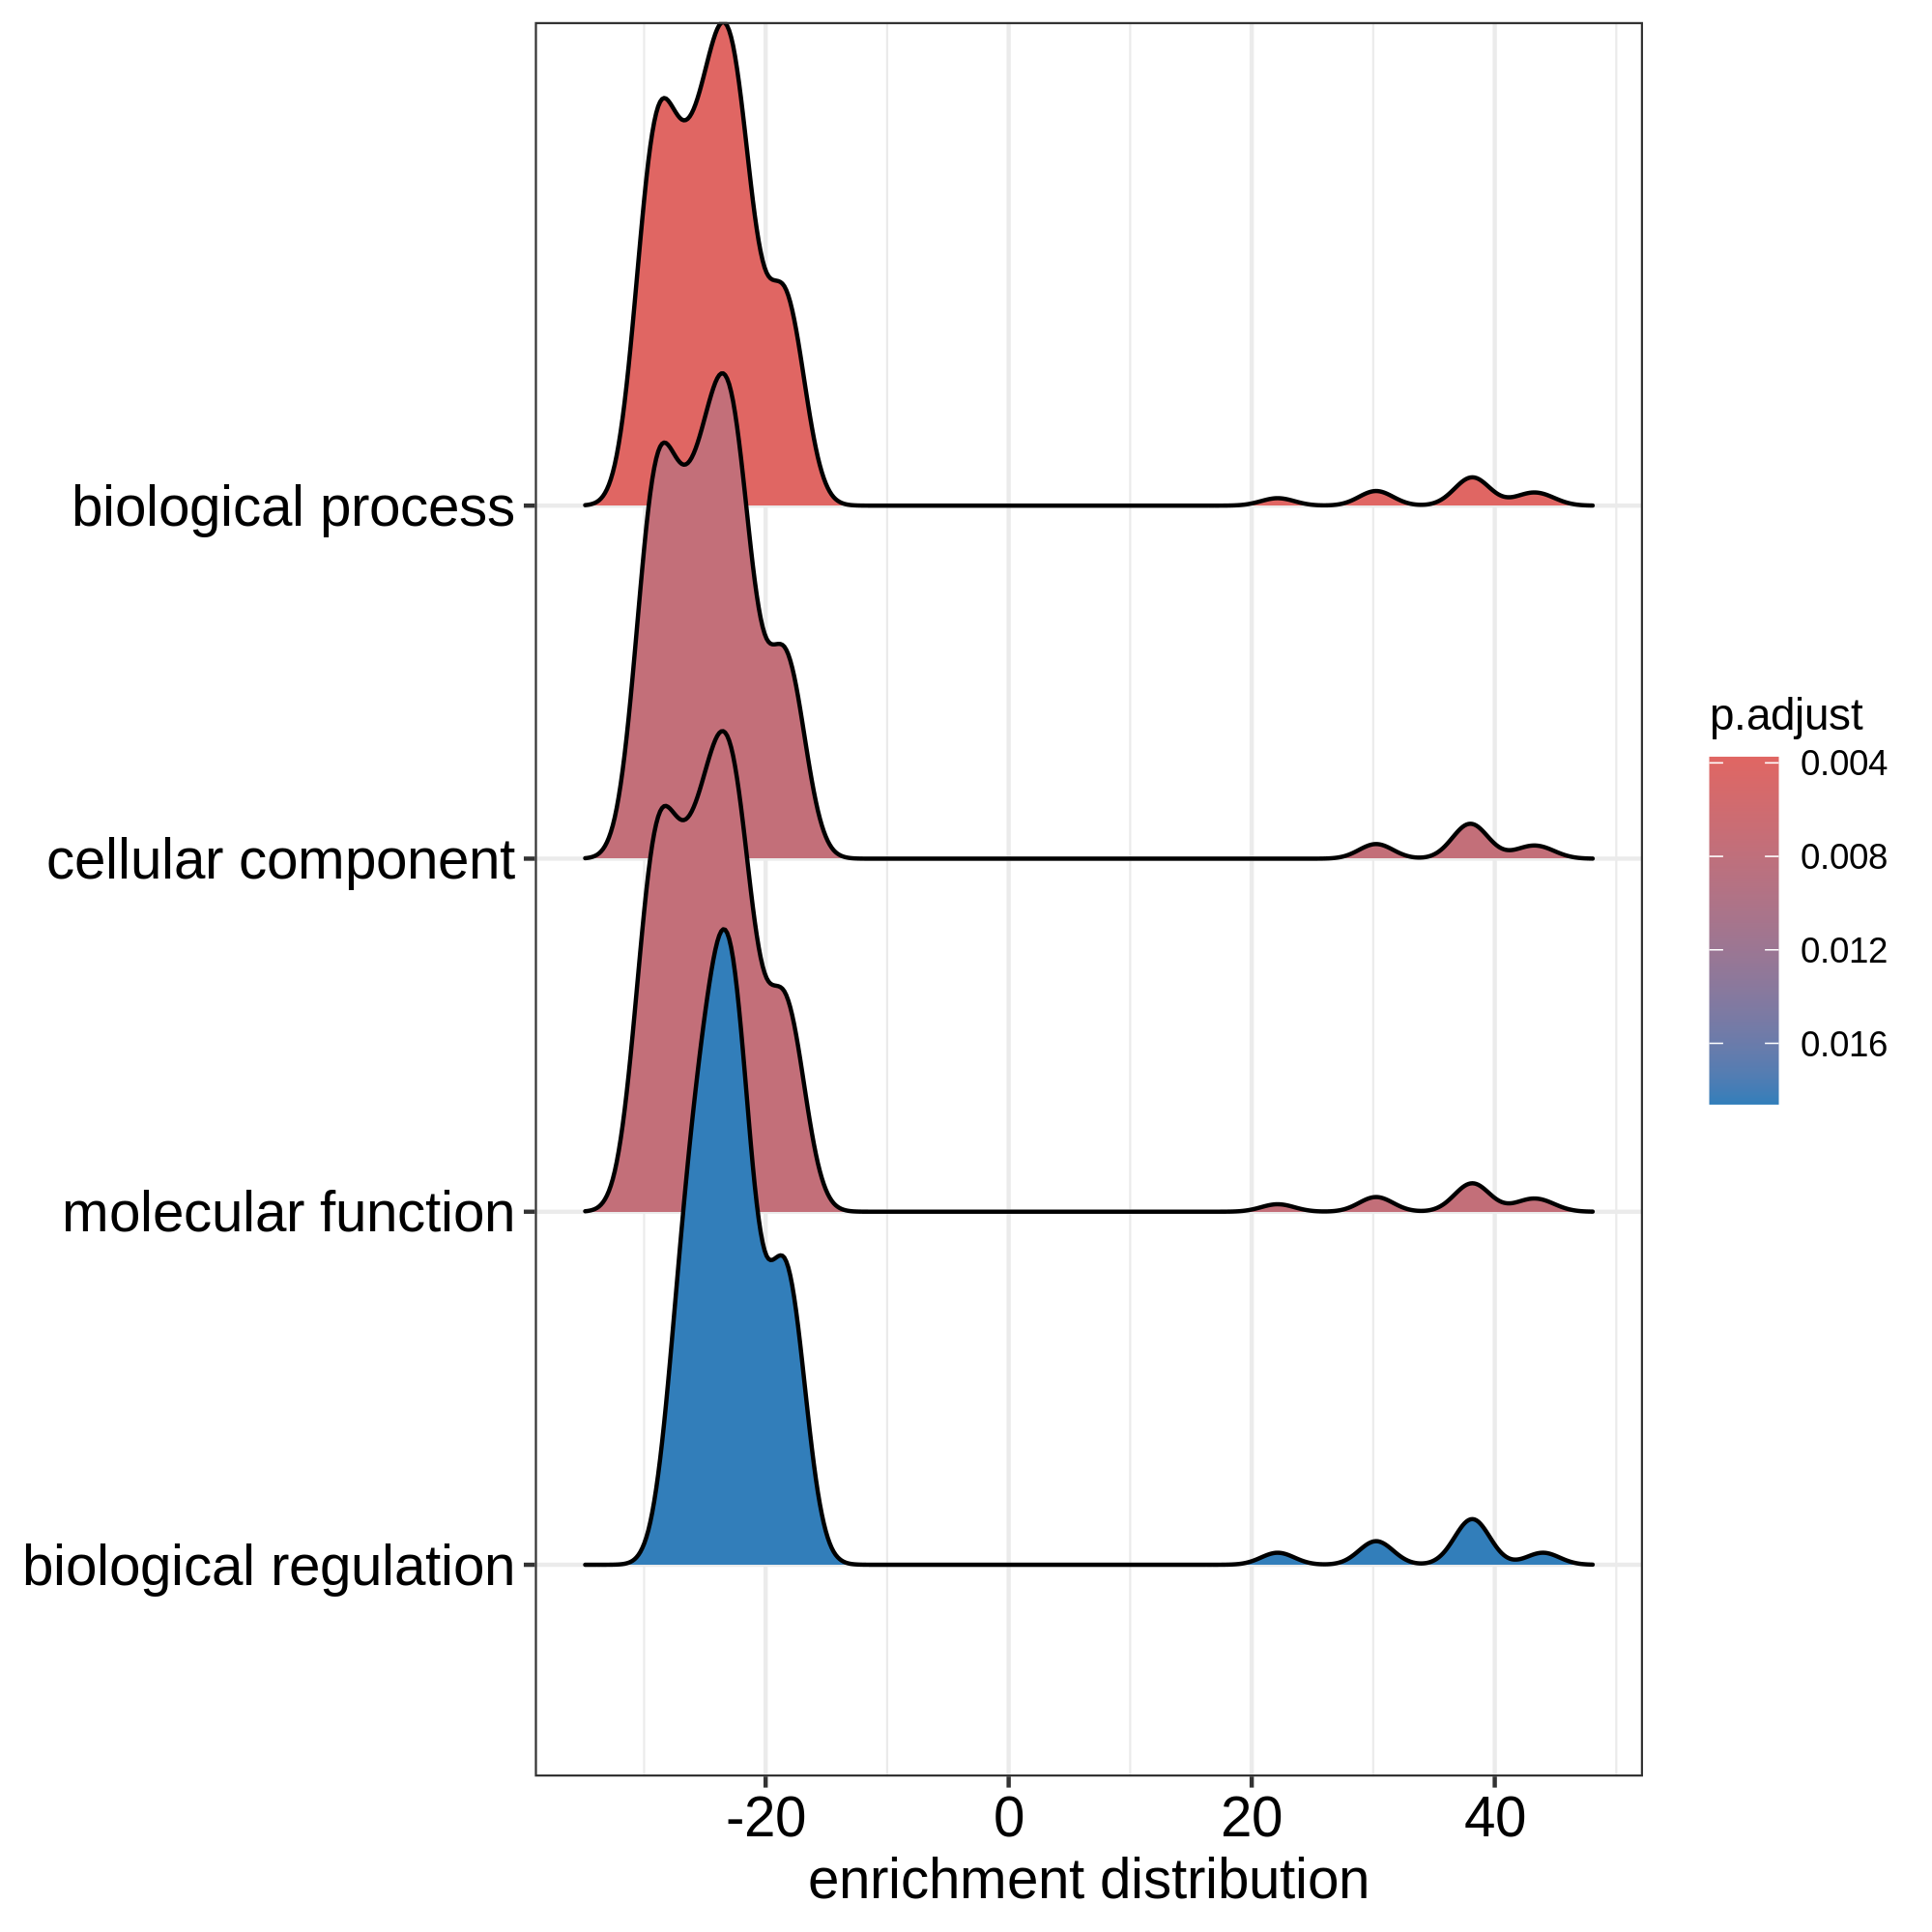 biological process
cellular component
molecular function
biological regulation
-20 0 20 40
enrichment distribution
p.adjust
0.004
0.008
0.012
0.016